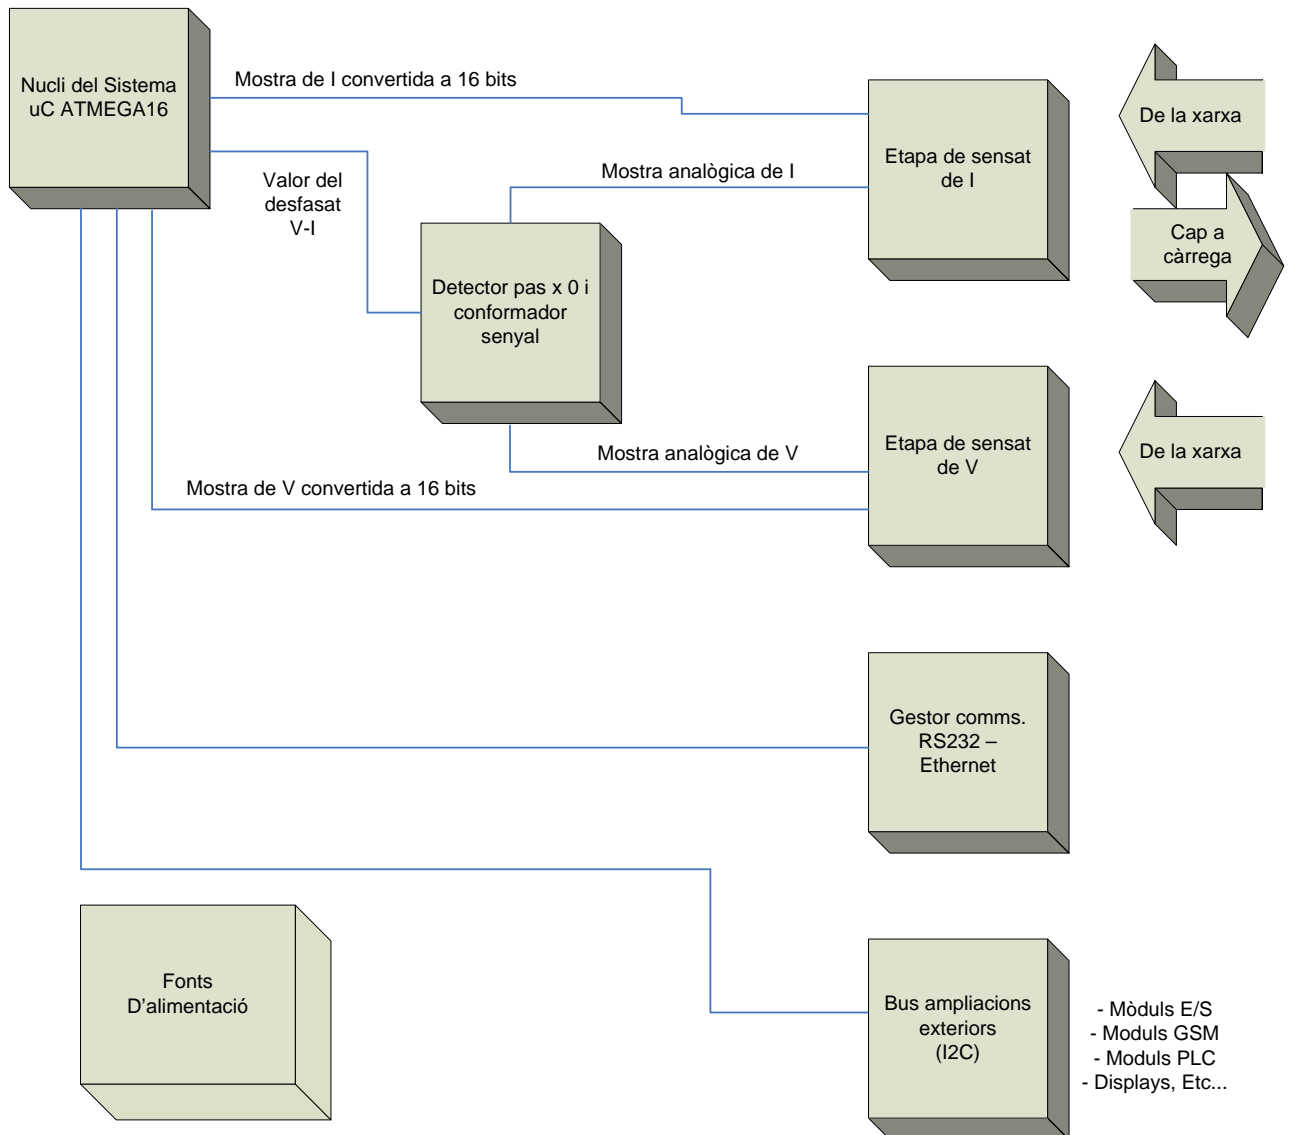 Nucli del Sistema
uC ATMEGA16
Mostra de I convertida a 16 bits
De la xarxa
Etapa de sensat
de I
Mostra analògica de I
Valor del
desfasat
V-I
Cap a
càrrega
Detector pas x 0 i
conformador
senyal
Etapa de sensat
de V
De la xarxa
Mostra analògica de V
Mostra de V convertida a 16 bits
Gestor comms.
RS232 –
Ethernet
Fonts
D’alimentació
Bus ampliacions
exteriors
(I2C)
- Mòduls E/S
- Moduls GSM
- Moduls PLC
- Displays, Etc...